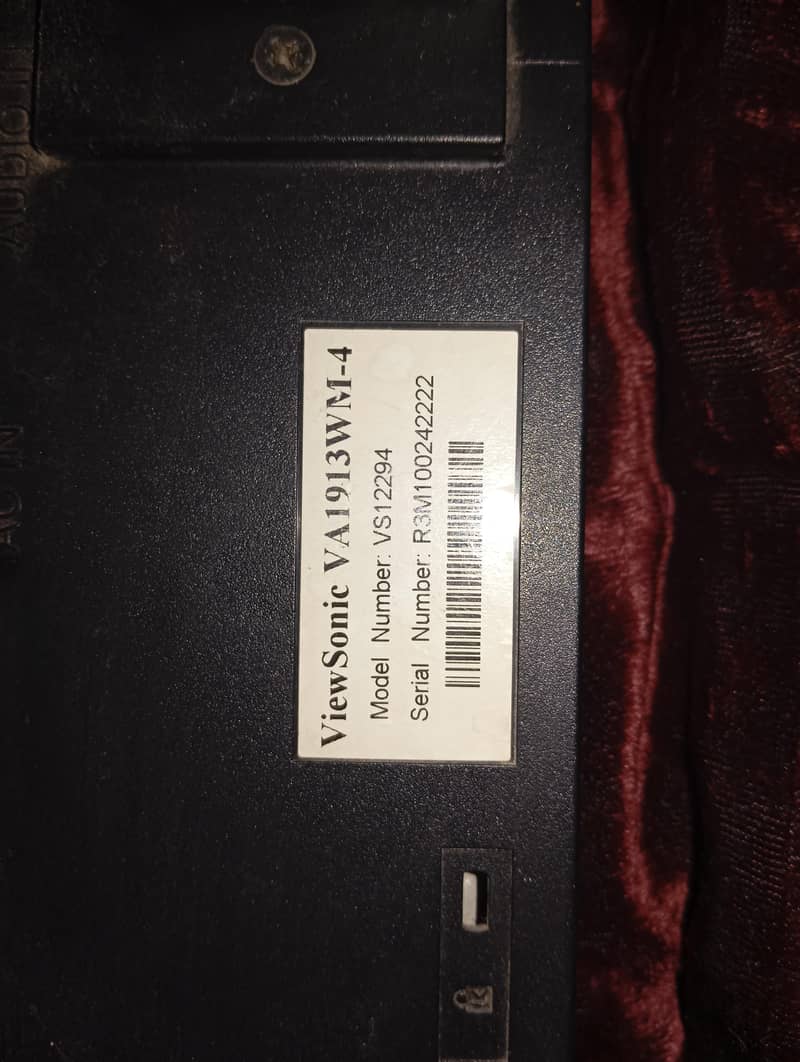 AUDIO IN
AC IN
ViewSonic VA1913WM-4
Model Number: VS12294
Serial Number: R3M100242222